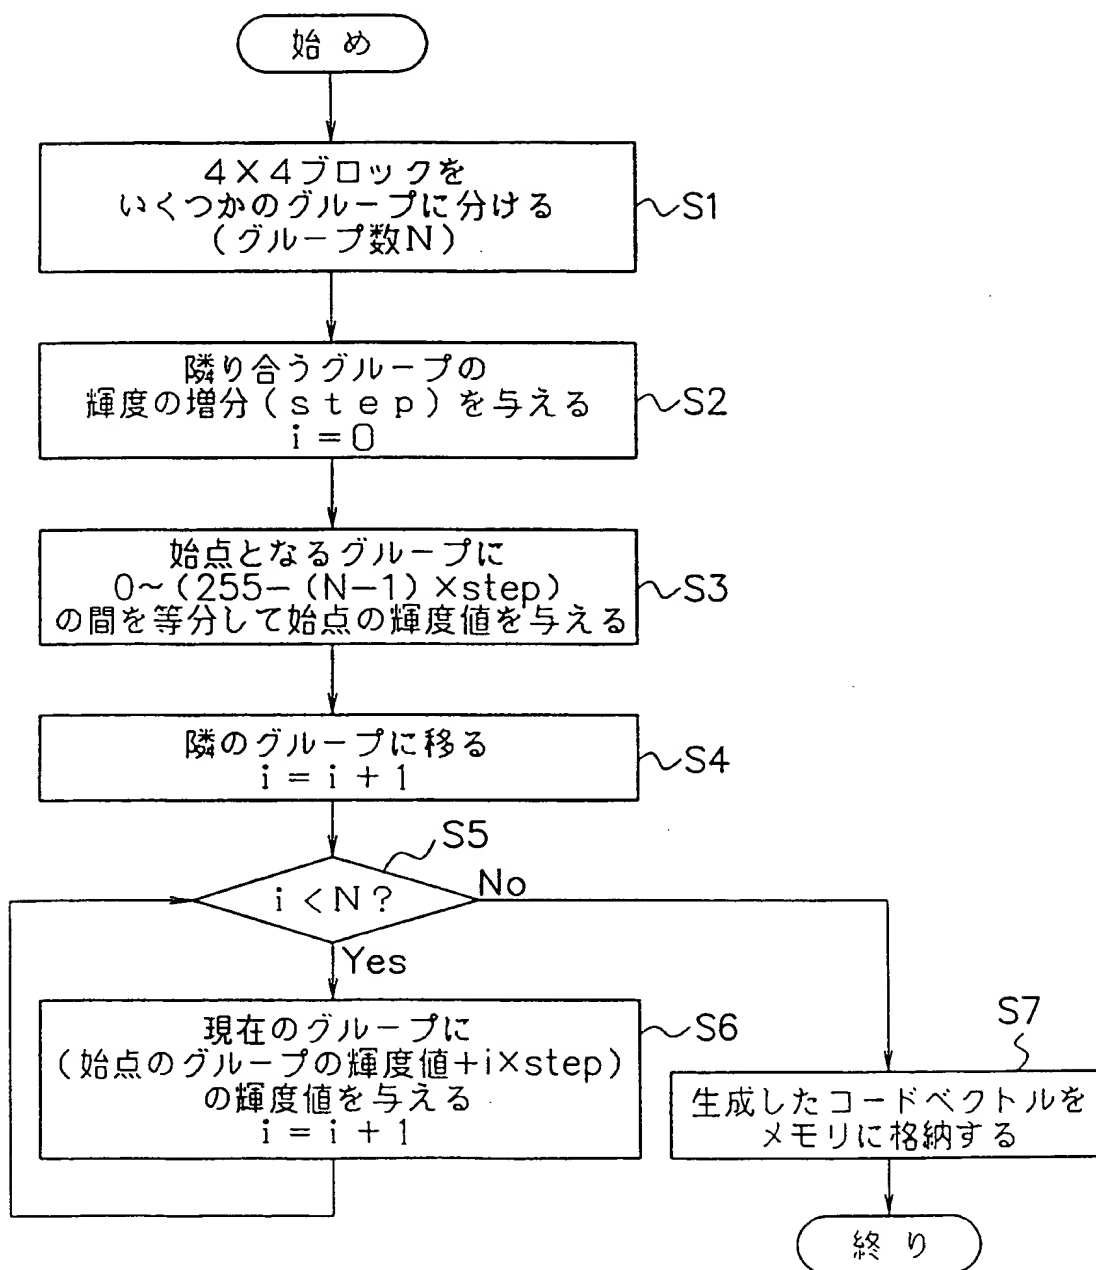 始め
4×4ブロックを
いくつかのグループに分ける
(グループ数N)
S1
隣り合うグループの
輝度の増分(step)を与える
i=0
S2
始点となるグループに
0~(255-(N-1)×step)
の間を等分して始点の輝度値を与える
S3
隣のグループに移る
i=i+1
S4
S5
i<N?
No
Yes
現在のグループに
(始点のグループの輝度値+i×step)
の輝度値を与える
i=i+1
S6
S7
生成したコードベクトルを
メモリに格納する
終り